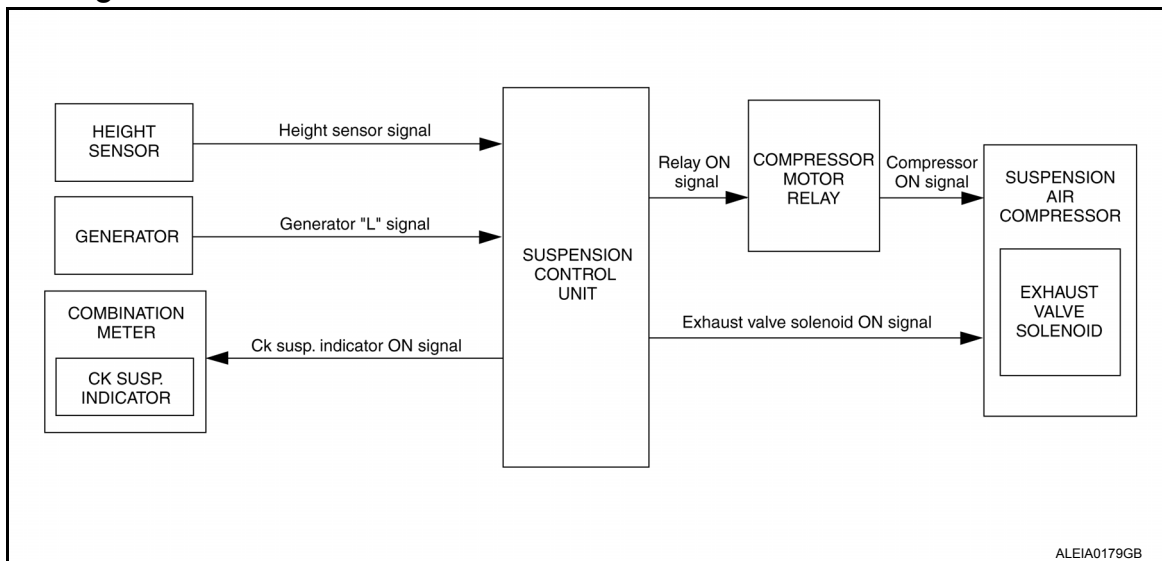 HEIGHT
SENSOR
Height sensor signal
GENERATOR
Generator "L" signal
COMBINATION
METER
CK SUSP.
INDICATOR
Ck susp. indicator ON signal
SUSPENSION
CONTROL
UNIT
Relay ON
signal
COMPRESSOR
MOTOR
RELAY
Compressor
ON signal
Exhaust valve solenoid ON signal
SUSPENSION
AIR
COMPRESSOR
EXHAUST
VALVE
SOLENOID
ALEIA0179GB